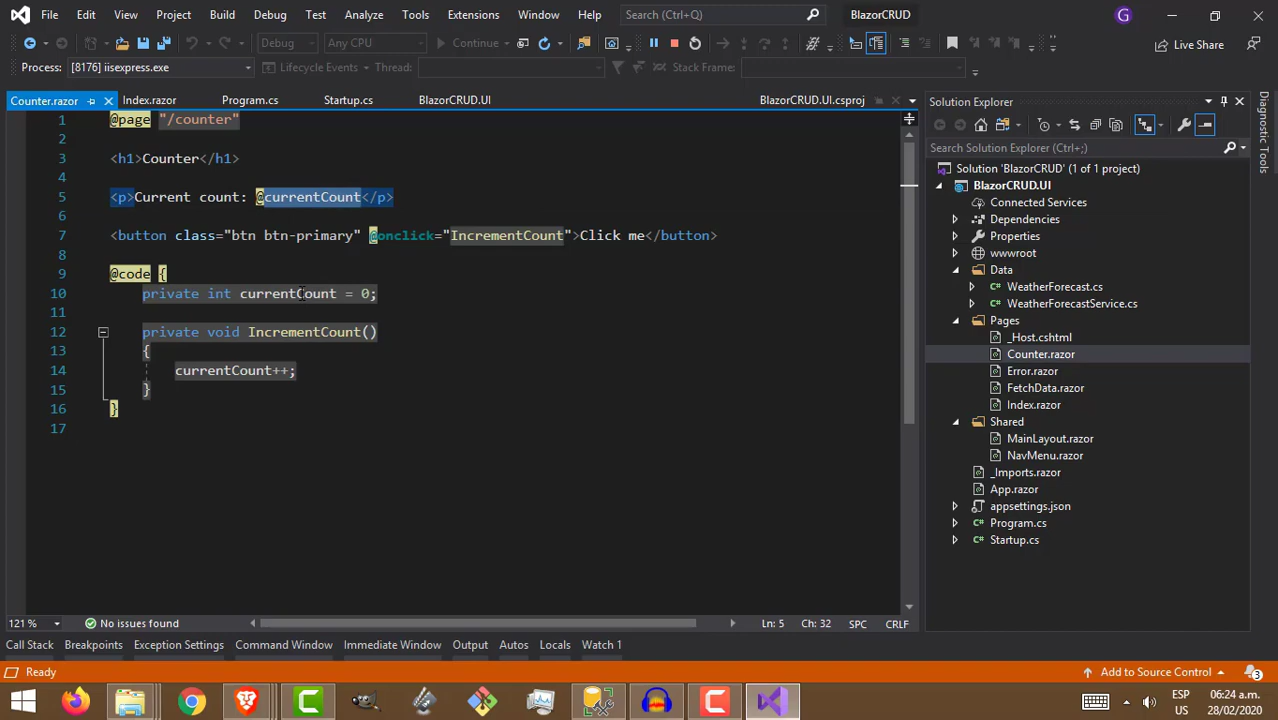 File Edit View Project Build Debug Test Analyze Tools Extensions Window Help Search (Ctrl+Q) BlazorCRUD G
Debug Any CPU Continue Live Share
Process: [8176] iisexpress.exe Lifecycle Events Thread: Stack Frame:
Counter.razor Index.razor Program.cs Startup.cs BlazorCRUD.UI BlazorCRUD.UI.csproj
1 @page "/counter"
2
3 <h1>Counter</h1>
4
5 <p>Current count: @currentCount</p>
6
7 <button class="btn btn-primary" @onclick="IncrementCount">Click me</button>
8
9 @code {
10 private int currentCount = 0;
11
12 private void IncrementCount()
13 {
14 currentCount++;
15 }
16 }
17
121 % No issues found Ln: 5 Ch: 32 SPC CRLF
Solution Explorer
Search Solution Explorer (Ctrl+;)
Solution 'BlazorCRUD' (1 of 1 project)
BlazorCRUD.UI
Connected Services
Dependencies
Properties
wwwroot
Data
WeatherForecast.cs
WeatherForecastService.cs
Pages
_Host.cshtml
Counter.razor
Error.razor
FetchData.razor
Index.razor
Shared
MainLayout.razor
NavMenu.razor
_Imports.razor
App.razor
appsettings.json
Program.cs
Startup.cs
Diagnostic Tools
Call Stack Breakpoints Exception Settings Command Window Immediate Window Output Autos Locals Watch 1
Ready Add to Source Control 3
ESP 06:24 a.m.
US 28/02/2020